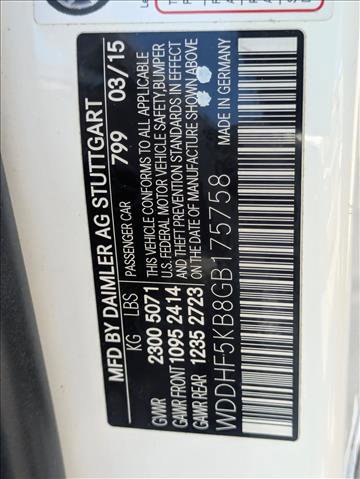 MFD BY DAIMLER AG STUTTGART
PASSENGER CAR 799 03/15
KG LBS
GVWR 2300 5071
GAWR FRONT 1095 2414
GAWR REAR 1235 2723
THIS VEHICLE CONFORMS TO ALL APPLICABLE
U.S. FEDERAL MOTOR VEHICLE SAFETY,BUMPER
AND THEFT PREVENTION STANDARDS IN EFFECT
ON THE DATE OF MANUFACTURE SHOWN ABOVE
WDDHF5KB8GB175758
MADE IN GERMANY